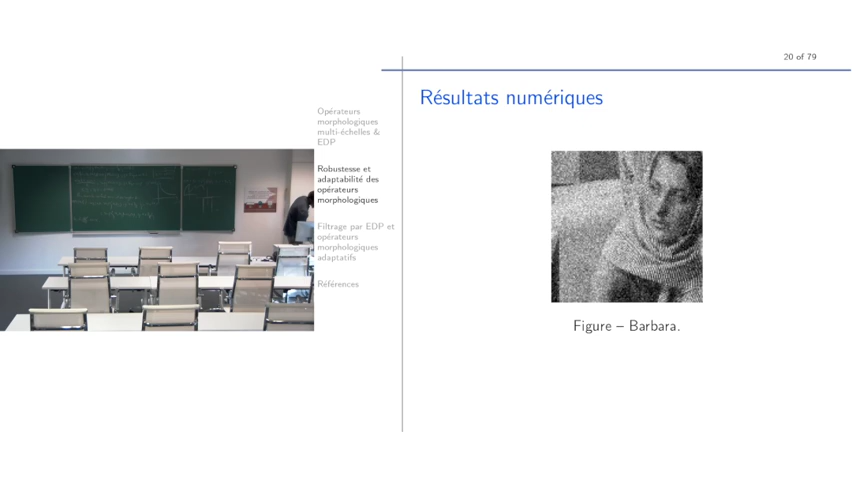 20 of 79
Résultats numériques
Opérateurs
morphologiques
multi-échelles &
EDP
Robustesse et
adaptabilité des
opérateurs
morphologiques
Filtrage par EDP et
opérateurs
morphologiques
adaptatifs
Références
Figure – Barbara.